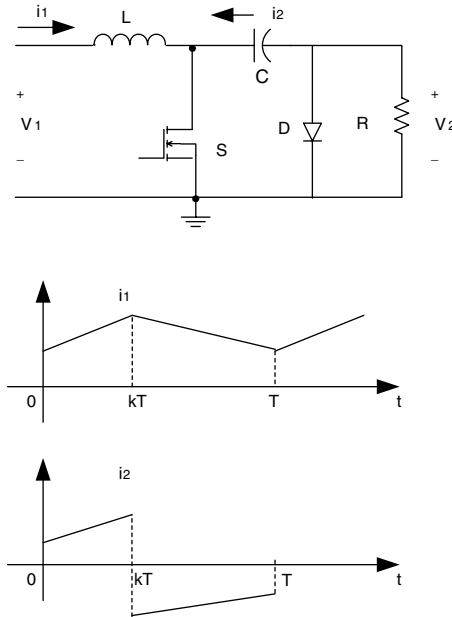 i1 L i2
C
+ + 
V1 D R V2
S
– –
i1
0 kT T t
i2
0 kT T t